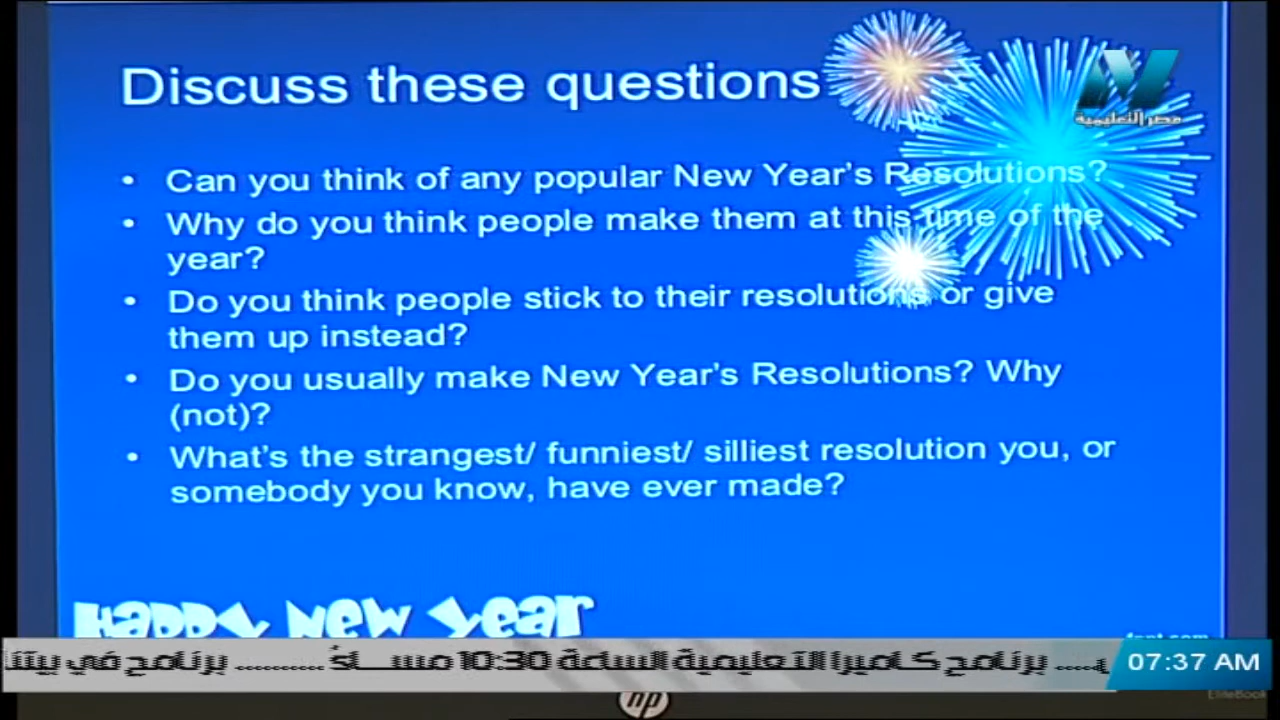 Discuss these questions
مصر التعليمية
• Can you think of any popular New Year's Resolutions?
• Why do you think people make them at this time of the
year?
• Do you think people stick to their resolutions or give
them up instead?
• Do you usually make New Year's Resolutions? Why
(not)?
• What's the strangest/ funniest/ silliest resolution you, or
somebody you know, have ever made?
Happy New Year
..... برنامج كاميرا التعليمية الساعة 10:30 مســاءً .......... برنامج في بيتنا
07:37 AM
hp
EliteBook